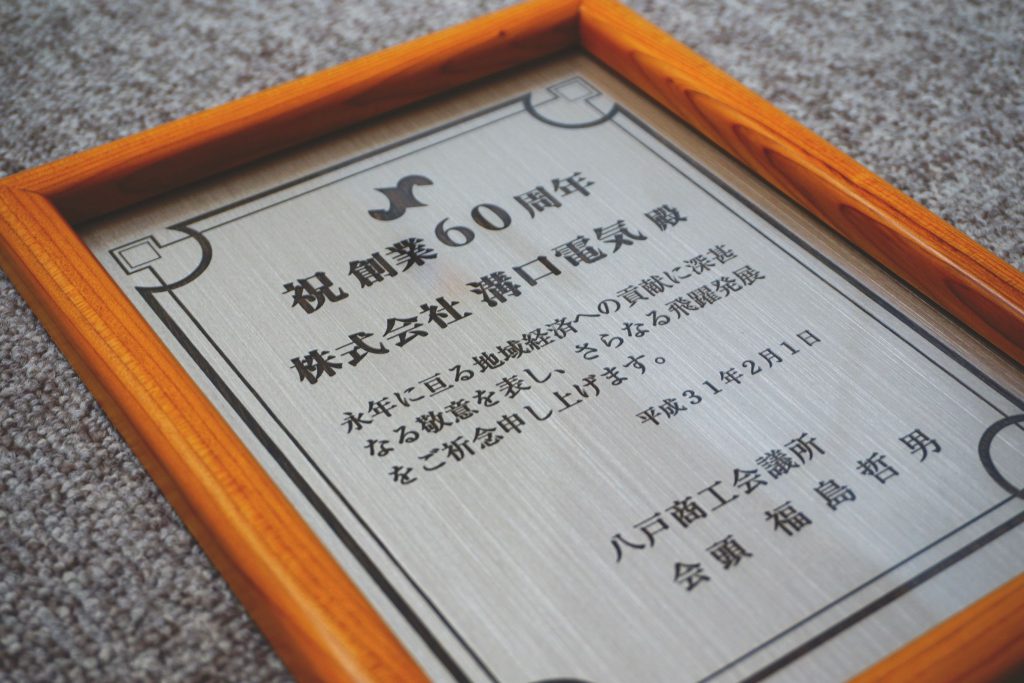 祝 創業60周年
株式会社 溝口電気 殿
永年に亘る地域経済への貢献に深甚
なる敬意を表し、さらなる飛躍発展
をご祈念申し上げます。
平成31年2月1日
八戸商工会議所
会頭 福島哲男